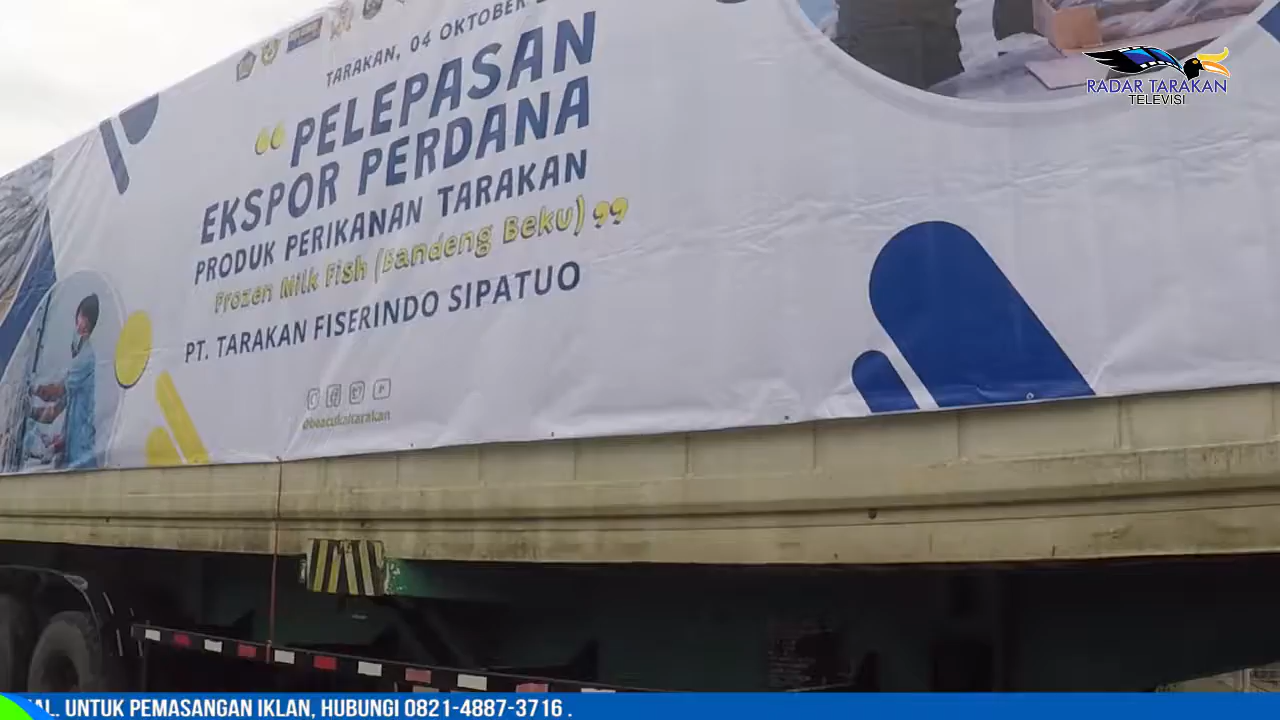 TARAKAN, 04 OKTOBER
“PELEPASAN
EKSPOR PERDANA
PRODUK PERIKANAN TARAKAN
Frozen Milk Fish (Bandeng Beku)”
PT. TARAKAN FISERINDO SIPATUO
@beacukaitarakan
RADAR TARAKAN
TELEVISI
AL. UNTUK PEMASANGAN IKLAN, HUBUNGI 0821-4887-3716 .